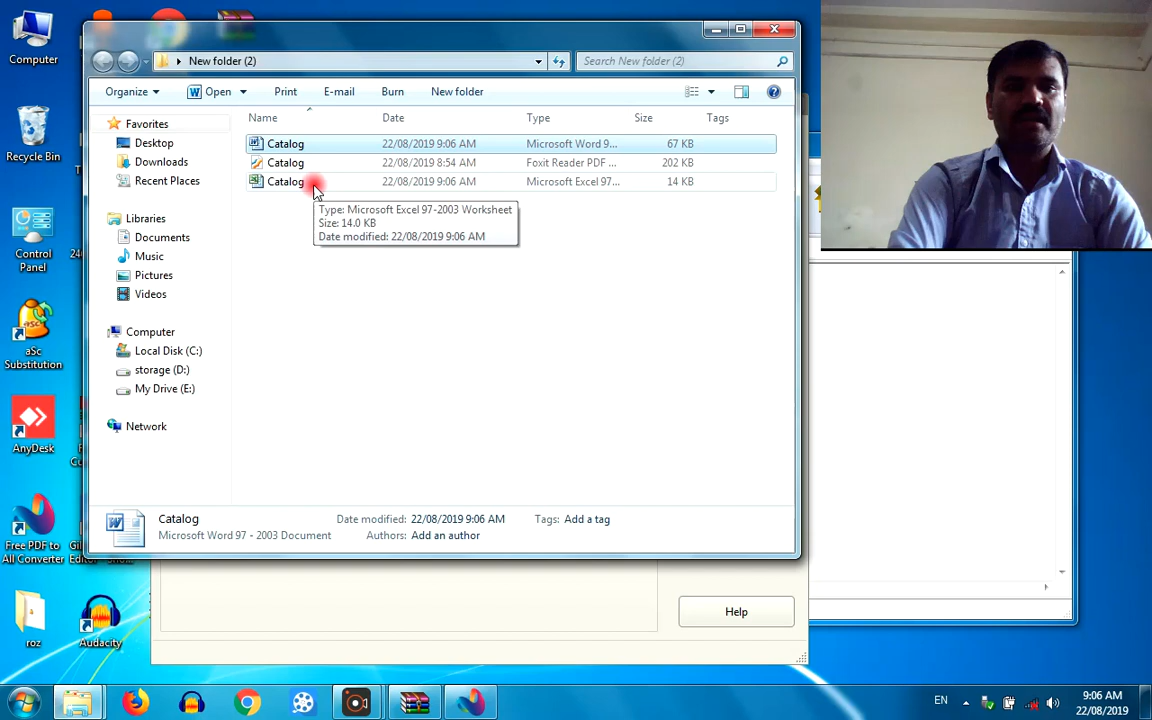 Computer
Recycle Bin
Control
Panel
aSc
Substitution
AnyDesk
Free PDF to
All Converter
roz
Audacity
New folder (2)
Search New folder (2)
Organize
Open
Print
E-mail
Burn
New folder
Name
Date
Type
Size
Tags
Favorites
Desktop
Downloads
Recent Places
Libraries
Documents
Music
Pictures
Videos
Computer
Local Disk (C:)
storage (D:)
My Drive (E:)
Network
Catalog 22/08/2019 9:06 AM Microsoft Word 9... 67 KB
Catalog 22/08/2019 8:54 AM Foxit Reader PDF ... 202 KB
Catalog 22/08/2019 9:06 AM Microsoft Excel 97... 14 KB
Type: Microsoft Excel 97-2003 Worksheet
Size: 14.0 KB
Date modified: 22/08/2019 9:06 AM
Catalog
Date modified: 22/08/2019 9:06 AM
Tags: Add a tag
Microsoft Word 97 - 2003 Document
Authors: Add an author
Help
EN
9:06 AM
22/08/2019